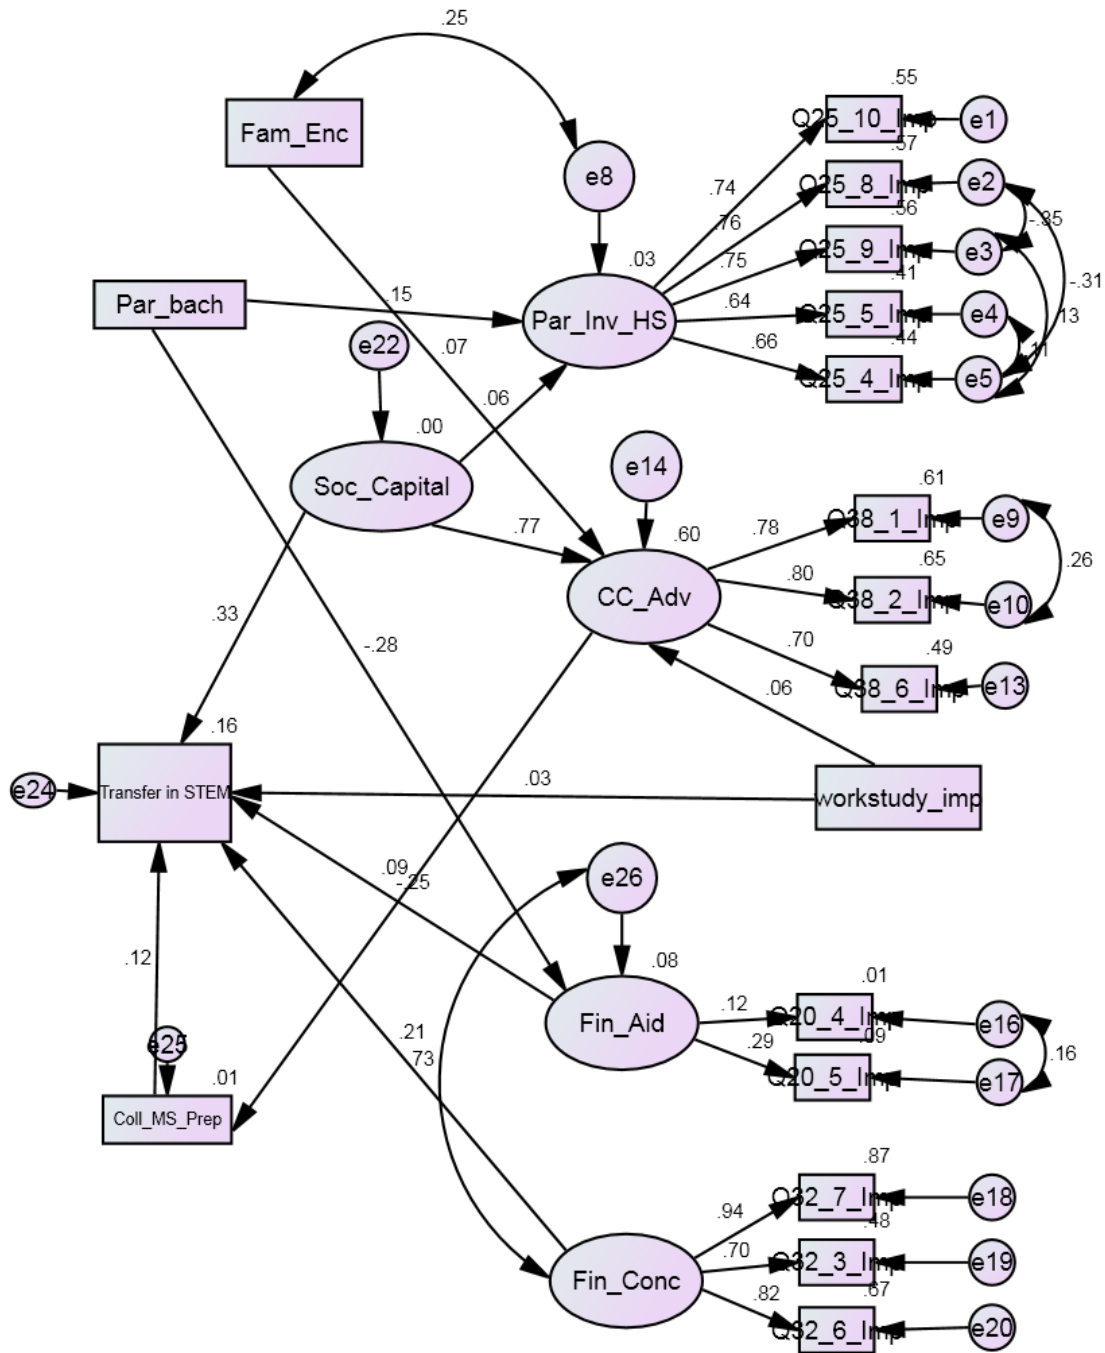 .25
.55
Fam_Enc
Q25_10_Imp
e1
.57
e8
.74
Q25_8_Imp
e2
.56
.76
-.35
.03
.75
Q25_9_Imp
e3
.41
-.31
Par_bach
.15
Par_Inv_HS
.64
Q25_5_Imp
e4
.13
.44
e22
.07
.66
.11
Q25_4_Imp
e5
.06
.00
e14
Soc_Capital
.61
.77
.60
.78
Q38_1_Imp
e9
.65
.26
CC_Adv
.80
Q38_2_Imp
e10
.33
-.28
.70
.49
.06
Q38_6_Imp
e13
.16
e24
Transfer in STEM
.03
workstudy_imp
.09
-.25
e26
.12
.08
.01
Fin_Aid
.12
Q20_4_Imp
e16
.21
.29
.09
.16
e25
.73
Q20_5_Imp
e17
.01
Coll_MS_Prep
.87
.94
Q32_7_Imp
e18
.48
.70
Fin_Conc
Q32_3_Imp
e19
.67
.82
Q32_6_Imp
e20